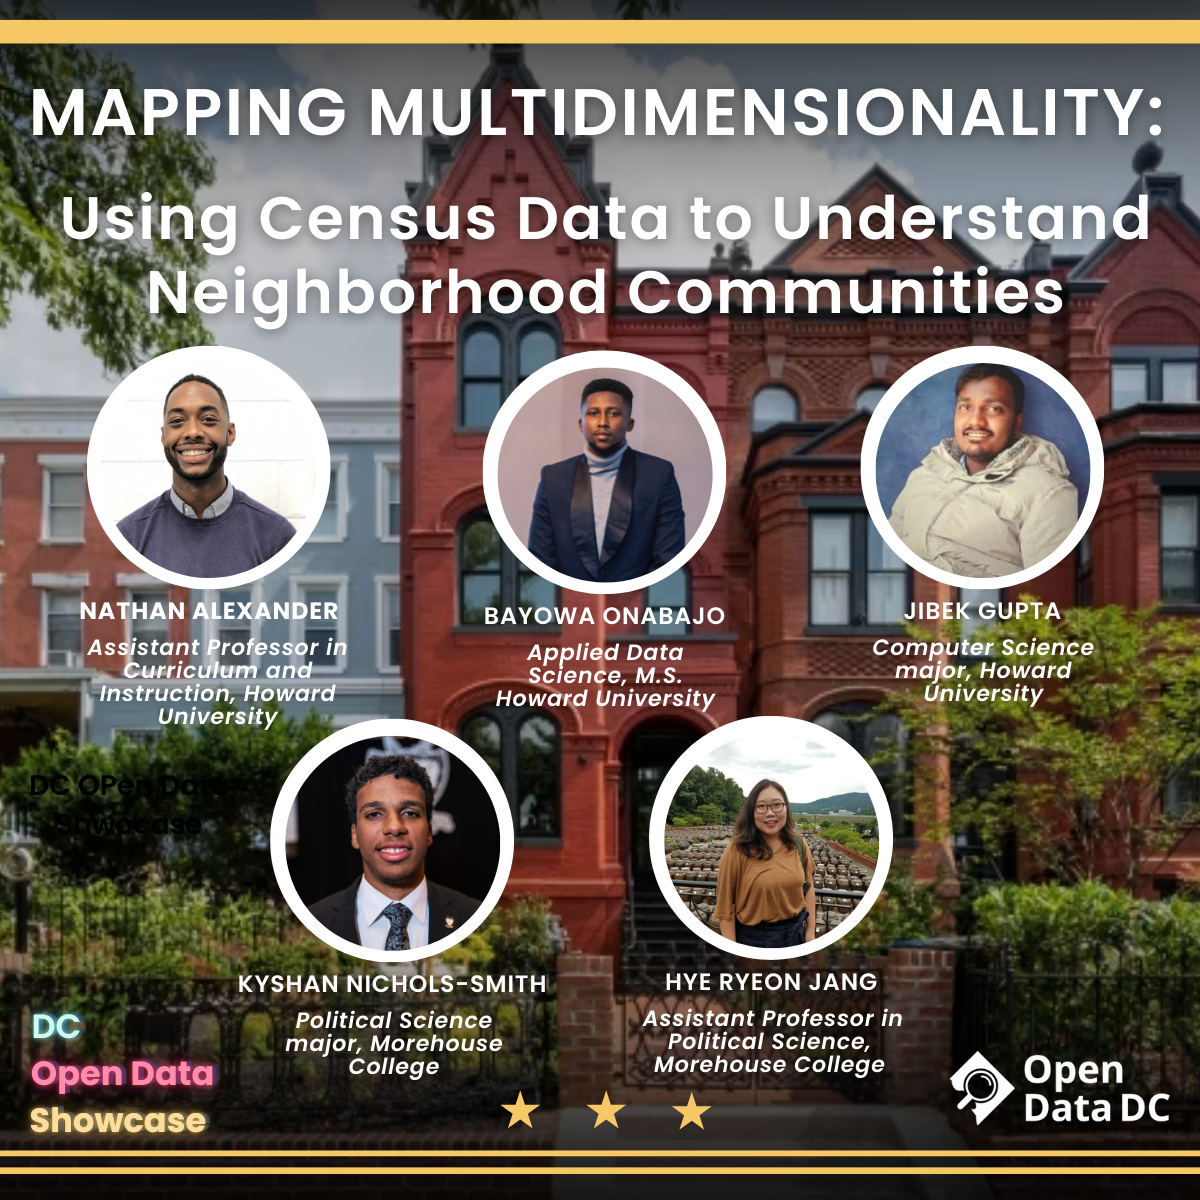 MAPPING MULTIDIMENSIONALITY:
Using Census Data to Understand
Neighborhood Communities
NATHAN ALEXANDER
Assistant Professor in
Curriculum and
Instruction, Howard
University
BAYOWA ONABAJO
Applied Data
Science, M.S.
Howard University
JIBEK GUPTA
Computer Science
major, Howard
University
DC OPen Data
Showcase
KYSHAN NICHOLS-SMITH
Political Science
major, Morehouse
College
HYE RYEON JANG
Assistant Professor in
Political Science,
Morehouse College
DC
Open Data
Showcase
Open
Data DC